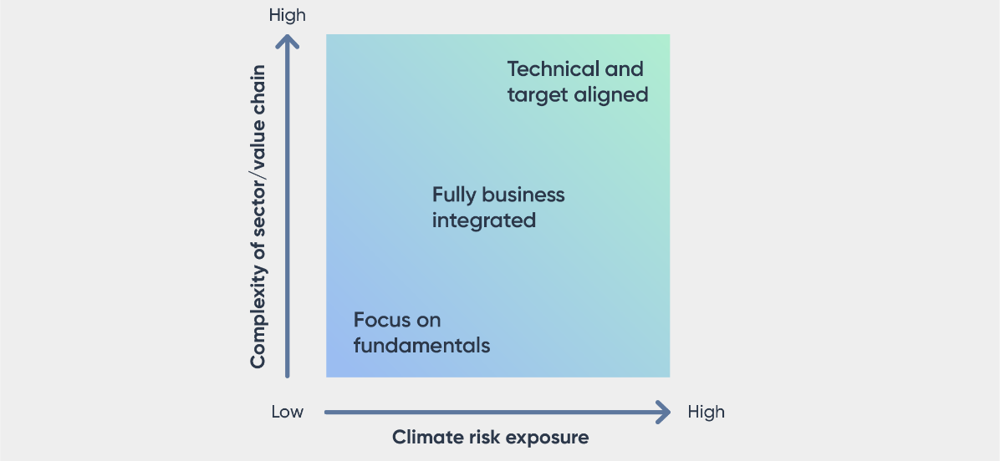 High
Complexity of sector/value chain
Technical and
target aligned
Fully business
integrated
Focus on
fundamentals
Low
High
Climate risk exposure